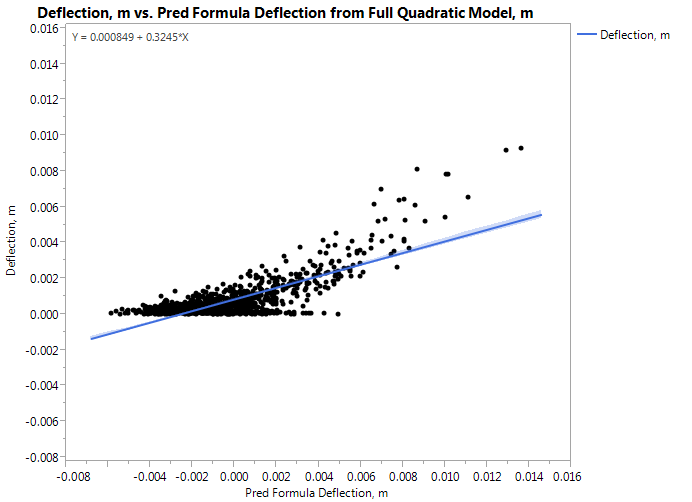 Deflection, m vs. Pred Formula Deflection from Full Quadratic Model, m
Y = 0.000849 + 0.3245*X
Deflection, m
0.016
0.014
0.012
0.010
0.008
0.006
0.004
0.002
0.000
-0.002
-0.004
-0.006
-0.008
Deflection, m
-0.008 -0.004 -0.002 0.000 0.002 0.004 0.006 0.008 0.010 0.012 0.014 0.016
Pred Formula Deflection, m